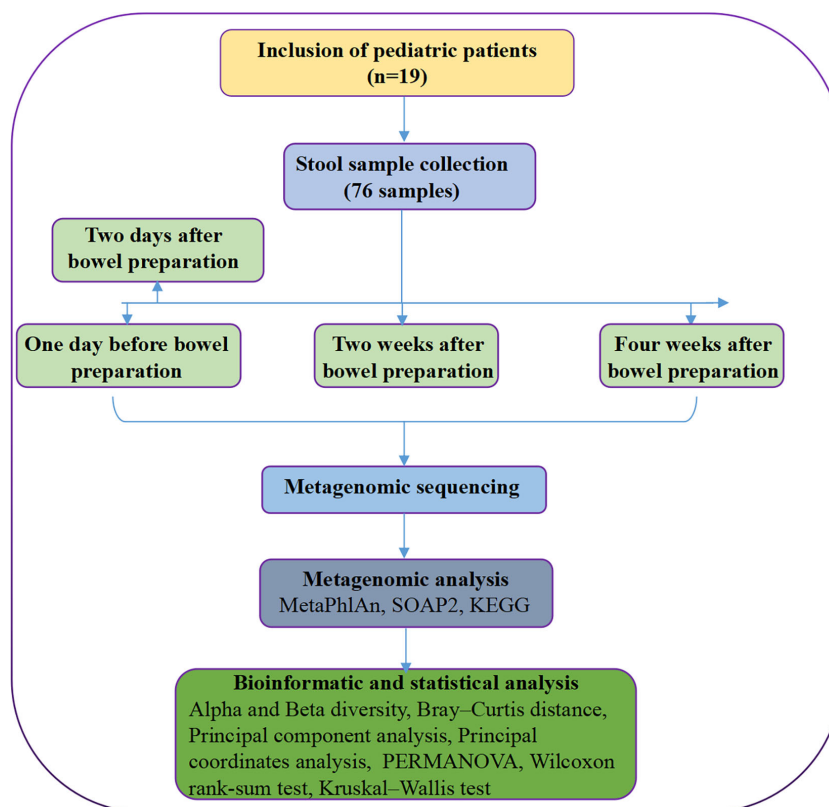 Inclusion of pediatric patients
(n=19)
Stool sample collection
(76 samples)
Two days after
bowel preparation
One day before bowel
preparation
Two weeks after
bowel preparation
Four weeks after
bowel preparation
Metagenomic sequencing
Metagenomic analysis
MetaPhlAn, SOAP2, KEGG
Bioinformatic and statistical analysis
Alpha and Beta diversity, Bray–Curtis distance,
Principal component analysis, Principal
coordinates analysis, PERMANOVA, Wilcoxon
rank-sum test, Kruskal–Wallis test